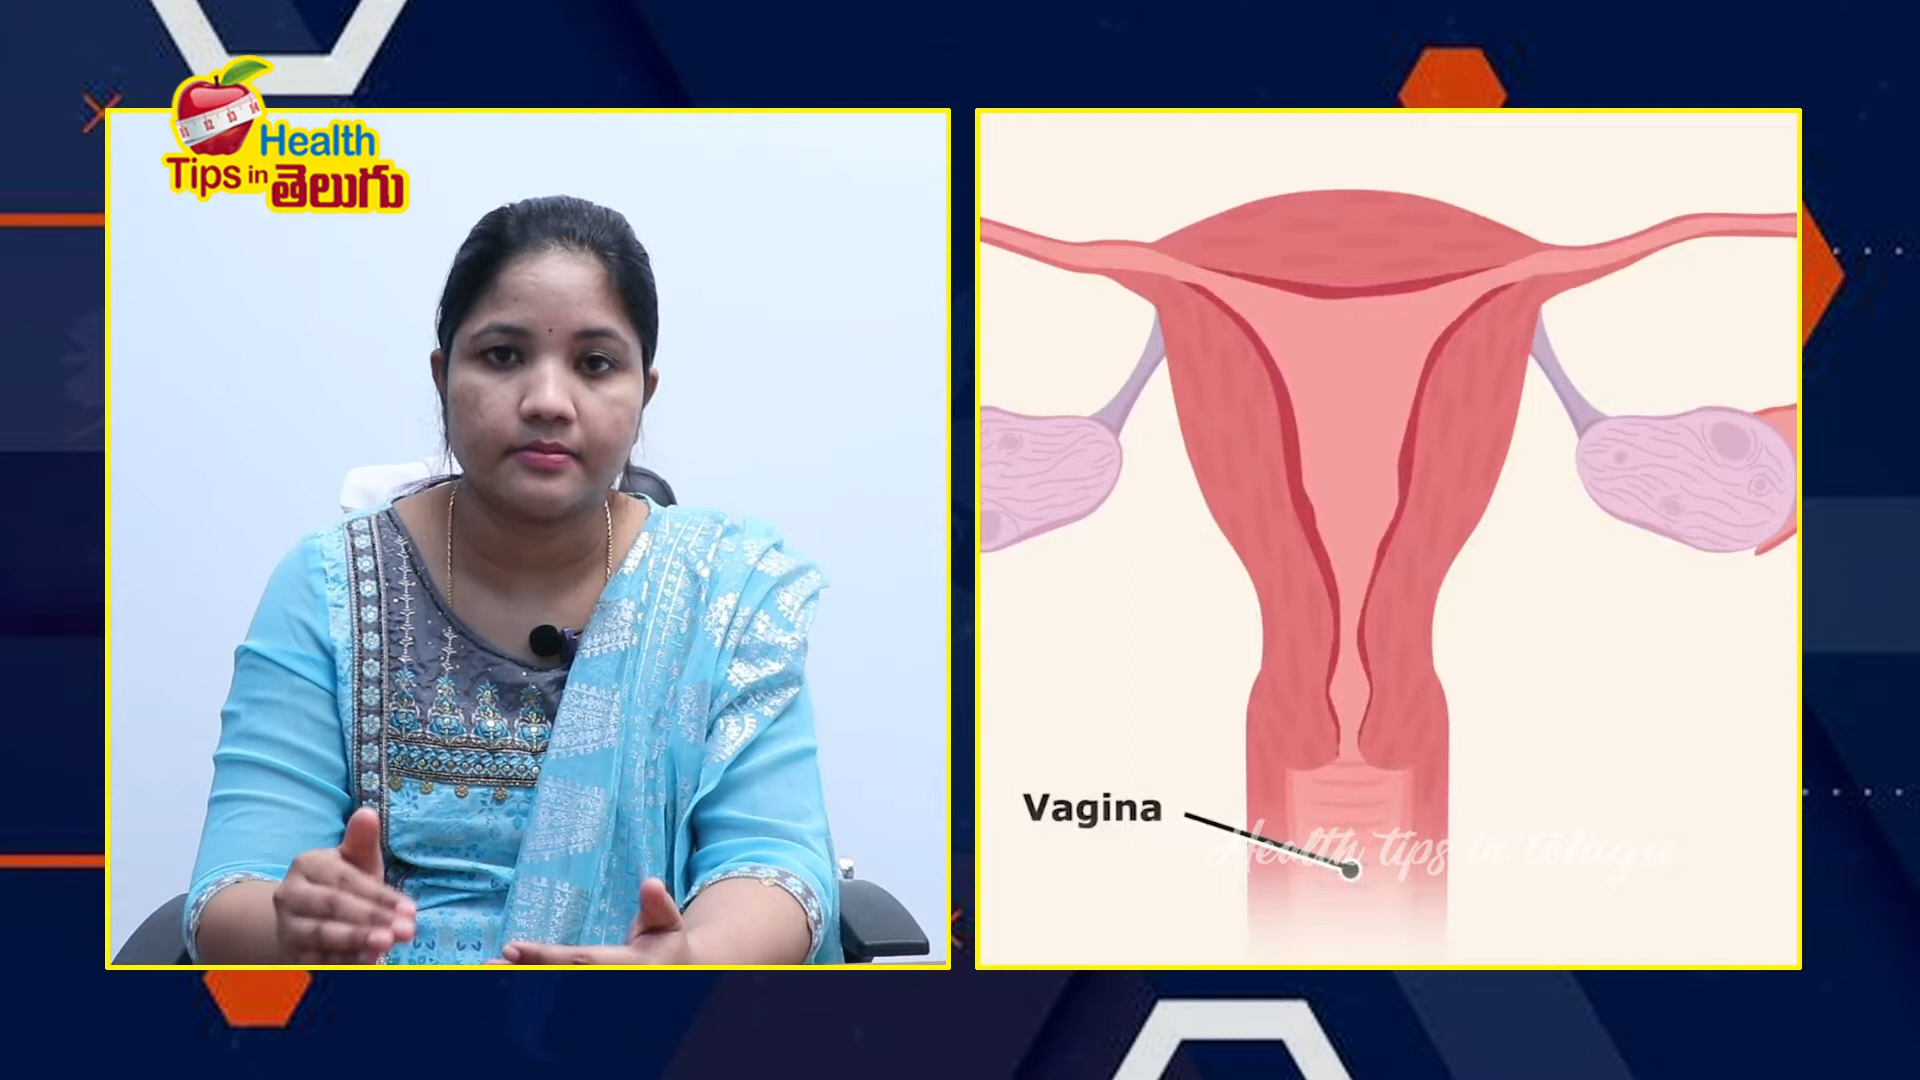 Health
Tips in తెలుగు
Vagina
Health tips in Telugu